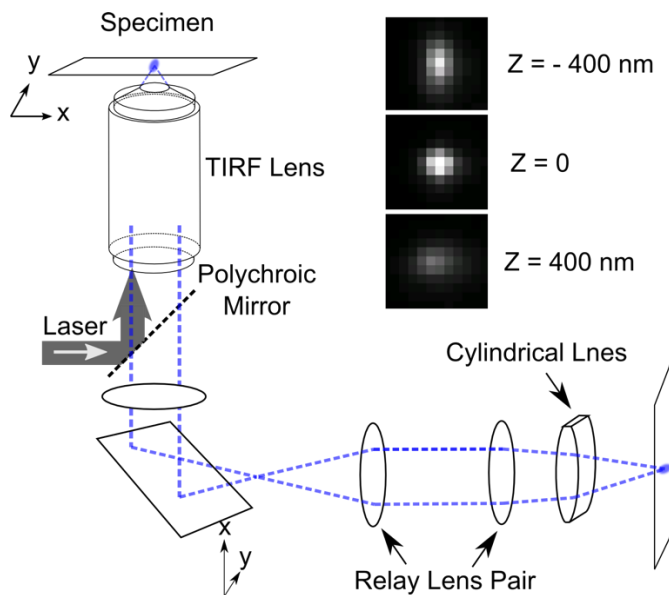 Specimen
y
x
TIRF Lens
Z = - 400 nm
Z = 0
Z = 400 nm
Polychroic
Mirror
Laser
Cylindrical Lnes
x
y
Relay Lens Pair